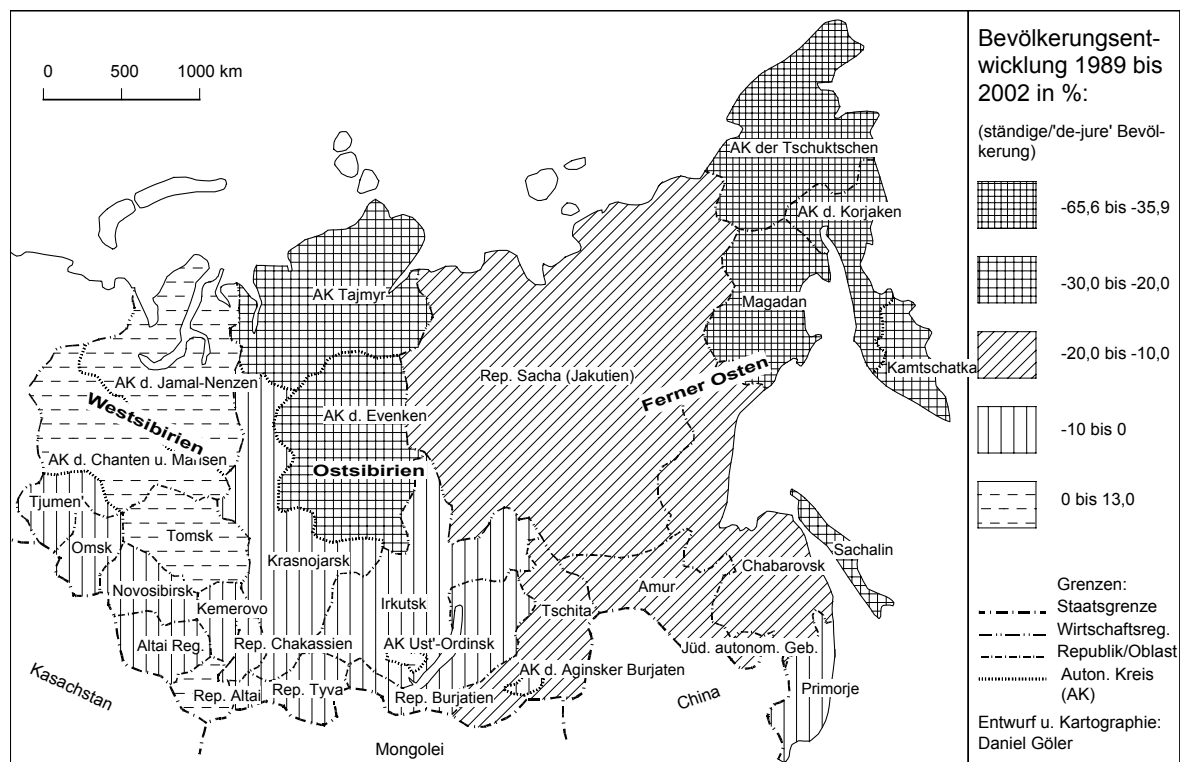 0 500 1000 km
AK der Tschuktschen
AK d. Korjaken
AK Tajmyr
Magadan
Kamtschatka
Rep. Sacha (Jakutien)
Ferner Osten
AK d. Jamal-Nenzen
Westsibirien
AK d. Evenken
AK d. Chanten u. Mansen
Ostsibirien
Tjumen'
Omsk
Tomsk
Sachalin
Krasnojarsk
Chabarovsk
Novosibirsk
Kemerovo
Irkutsk
Tschita
Amur
Altai Reg.
Rep. Chakassien
AK Ust'-Ordinsk
Jüd. autonom. Geb.
AK d. Aginsker Burjaten
Kasachstan
Rep. Altai
Rep. Tyva
Rep. Burjatien
China
Primorje
Mongolei
Bevölkerungsent-
wicklung 1989 bis
2002 in %:
(ständige/'de-jure' Bevöl-
kerung)
-65,6 bis -35,9
-30,0 bis -20,0
-20,0 bis -10,0
-10 bis 0
0 bis 13,0
Grenzen:
Staatsgrenze
Wirtschaftsreg.
Republik/Oblast
Auton. Kreis
(AK)
Entwurf u. Kartographie:
Daniel Göler